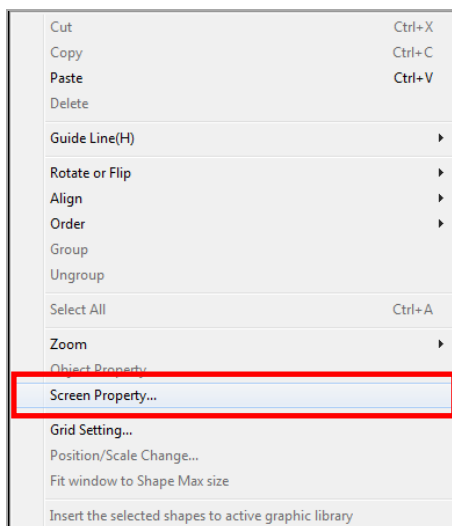 Cut Ctrl+X
Copy Ctrl+C
Paste Ctrl+V
Delete
Guide Line(H)
Rotate or Flip
Align
Order
Group
Ungroup
Select All Ctrl+A
Zoom
Object Property
Screen Property...
Grid Setting...
Position/Scale Change...
Fit window to Shape Max size
Insert the selected shapes to active graphic library